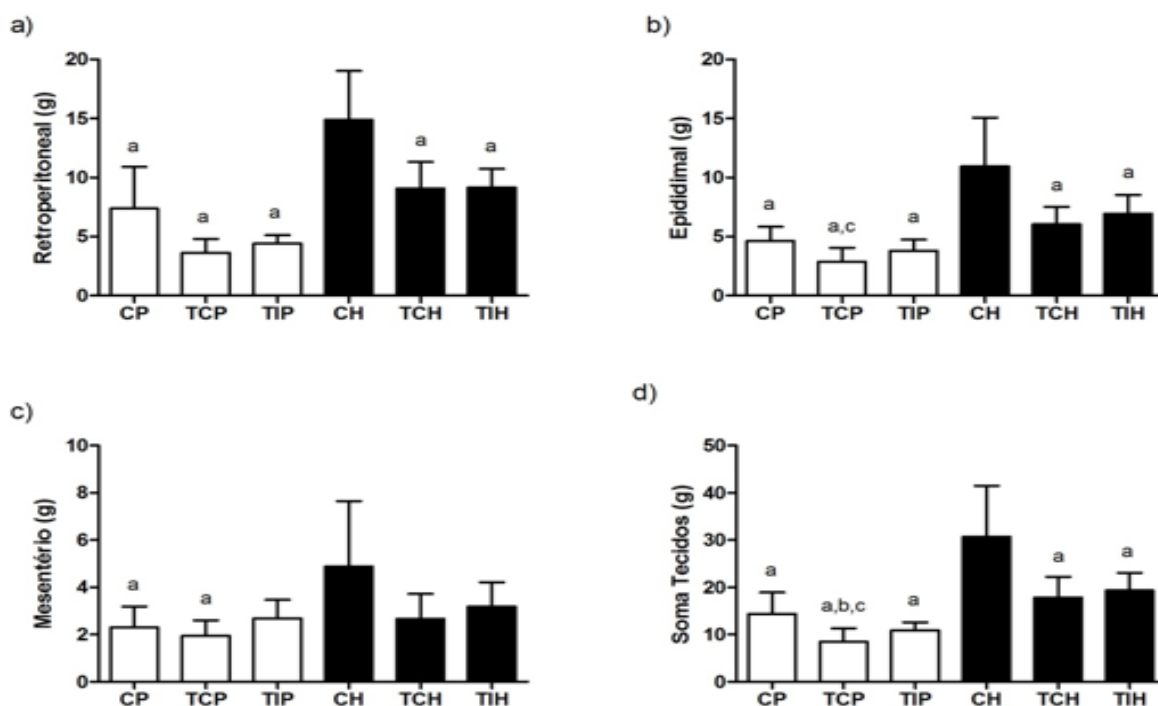 a)
Retroperitoneal (g)
20
15
10
5
0
a
a
a
a
a
CP TCP TIP CH TCH TIH
b)
Epididimal (g)
20
15
10
5
0
a
a,c
a
a
a
CP TCP TIP CH TCH TIH
c)
Mesentério (g)
10
8
6
4
2
0
a
a
CP TCP TIP CH TCH TIH
d)
Soma Tecidos (g)
50
40
30
20
10
0
a
a,b,c
a
a
a
CP TCP TIP CH TCH TIH